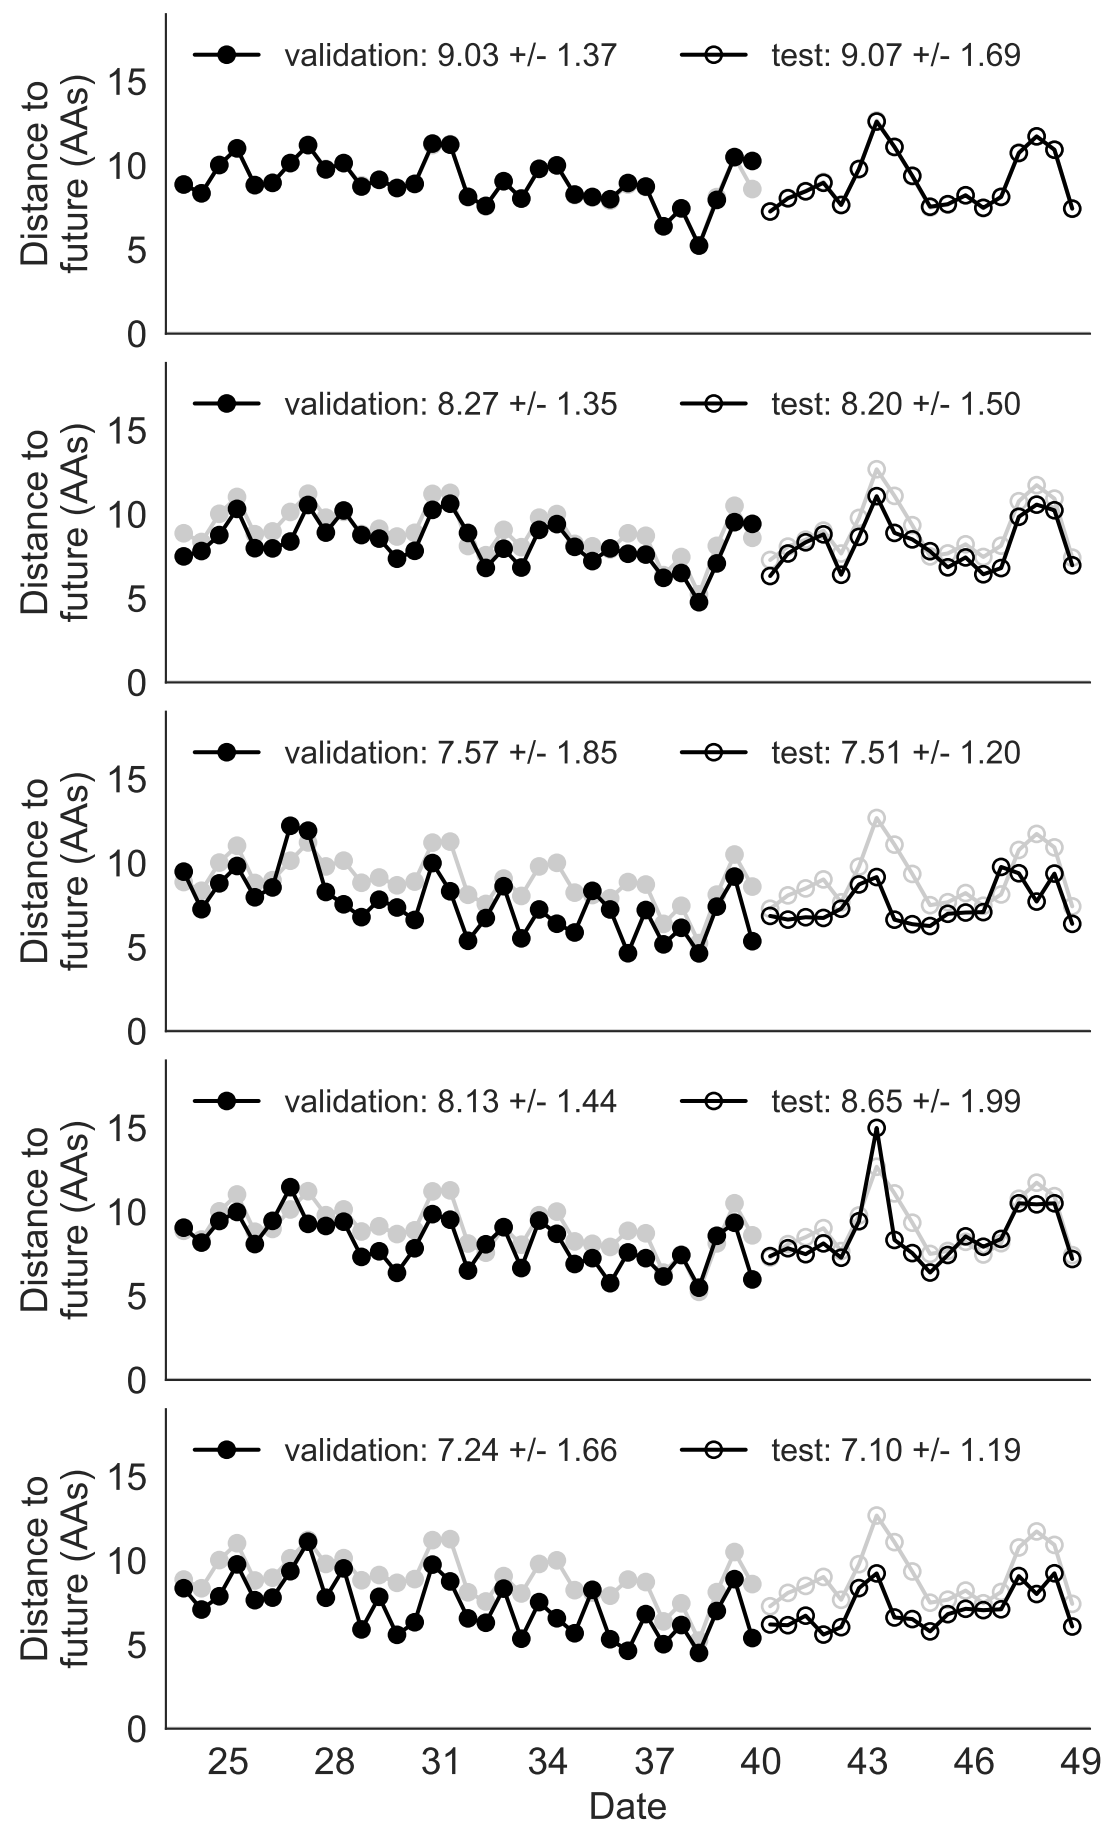 validation: 9.03 +/- 1.37
test: 9.07 +/- 1.69
Distance to
future (AAs)
15
10
5
0
validation: 8.27 +/- 1.35
test: 8.20 +/- 1.50
Distance to
future (AAs)
15
10
5
0
validation: 7.57 +/- 1.85
test: 7.51 +/- 1.20
Distance to
future (AAs)
15
10
5
0
validation: 8.13 +/- 1.44
test: 8.65 +/- 1.99
Distance to
future (AAs)
15
10
5
0
validation: 7.24 +/- 1.66
test: 7.10 +/- 1.19
Distance to
future (AAs)
15
10
5
0
25 28 31 34 37 40 43 46 49
Date